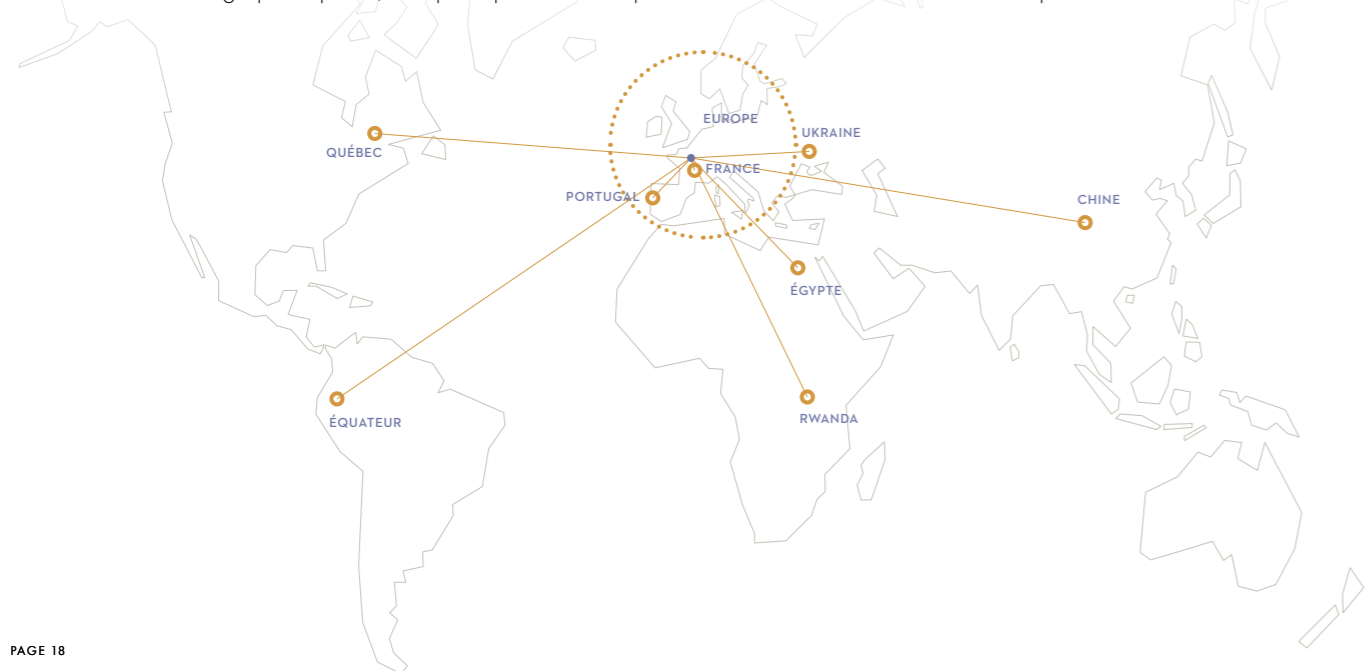 EUROPE
UKRAINE
QUÉBEC
FRANCE
PORTUGAL
CHINE
ÉGYPTE
RWANDA
ÉQUATEUR
PAGE 18